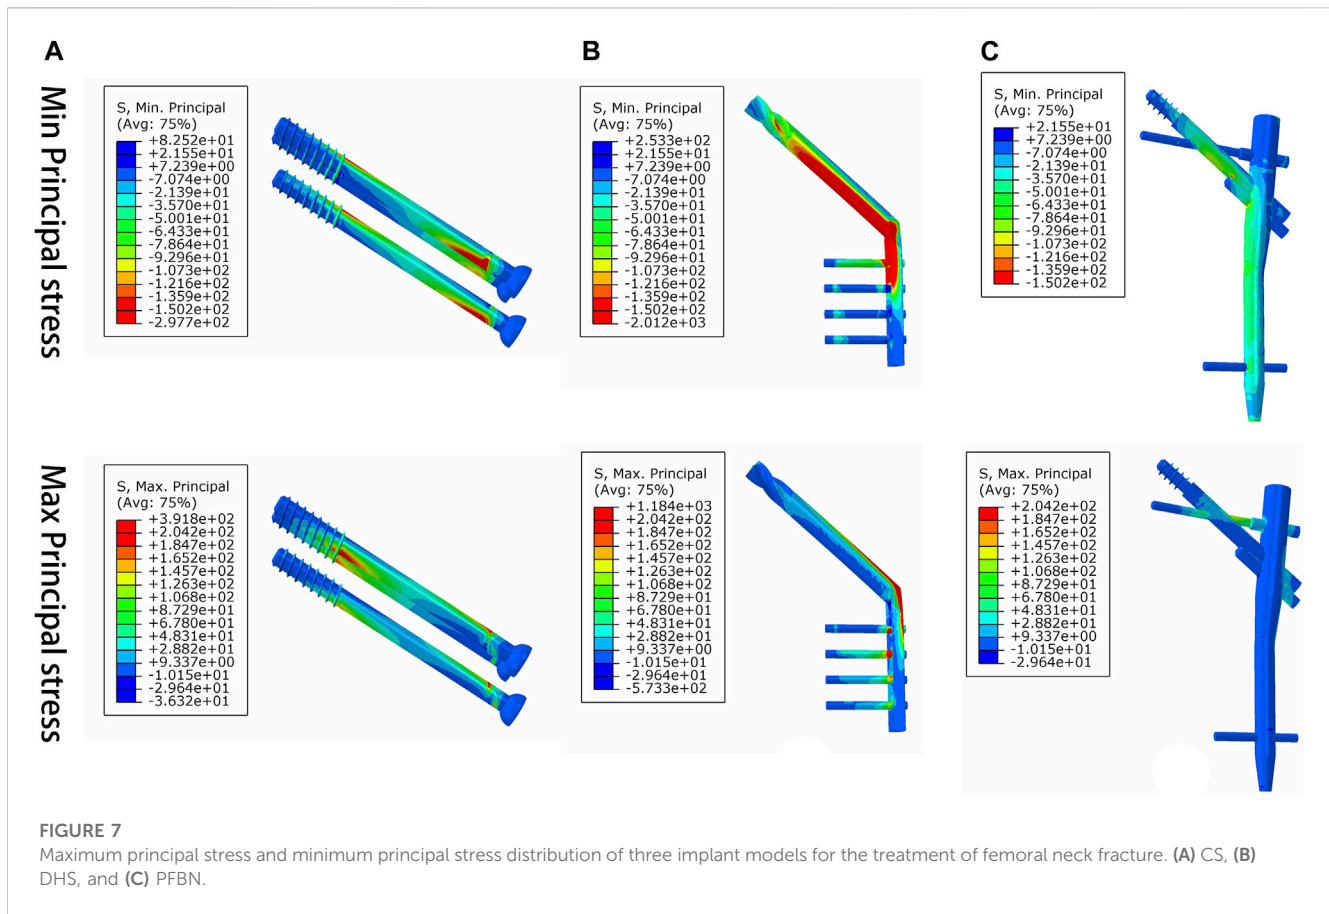 A
B
C
Min Principal stress
S, Min. Principal
(Avg: 75%)
+8.252e+01
+2.155e+01
+7.239e+00
-7.074e+00
-2.139e+01
-3.570e+01
-5.001e+01
-6.433e+01
-7.864e+01
-9.296e+01
-1.073e+02
-1.216e+02
-1.359e+02
-1.502e+02
-2.977e+02
S, Min. Principal
(Avg: 75%)
+2.533e+02
+2.155e+01
+7.239e+00
-7.074e+00
-2.139e+01
-3.570e+01
-5.001e+01
-6.433e+01
-7.864e+01
-9.296e+01
-1.073e+02
-1.216e+02
-1.359e+02
-1.502e+02
-2.012e+03
S, Min. Principal
(Avg: 75%)
+2.155e+01
+7.239e+00
-7.074e+00
-2.139e+01
-3.570e+01
-5.001e+01
-6.433e+01
-7.864e+01
-9.296e+01
-1.073e+02
-1.216e+02
-1.359e+02
-1.502e+02
Max Principal stress
S, Max. Principal
(Avg: 75%)
+3.918e+02
+2.042e+02
+1.847e+02
+1.652e+02
+1.457e+02
+1.263e+02
+1.068e+02
+8.729e+01
+6.780e+01
+4.831e+01
+2.882e+01
+9.337e+00
-1.015e+01
-2.964e+01
-3.632e+01
S, Max. Principal
(Avg: 75%)
+1.184e+03
+2.042e+02
+1.847e+02
+1.652e+02
+1.457e+02
+1.263e+02
+1.068e+02
+8.729e+01
+6.780e+01
+4.831e+01
+2.882e+01
+9.337e+00
-1.015e+01
-2.964e+01
-5.733e+02
S, Max. Principal
(Avg: 75%)
+2.042e+02
+1.847e+02
+1.652e+02
+1.457e+02
+1.263e+02
+1.068e+02
+8.729e+01
+6.780e+01
+4.831e+01
+2.882e+01
+9.337e+00
-1.015e+01
-2.964e+01
FIGURE 7
Maximum principal stress and minimum principal stress distribution of three implant models for the treatment of femoral neck fracture. (A) CS, (B)
DHS, and (C) PFBN.